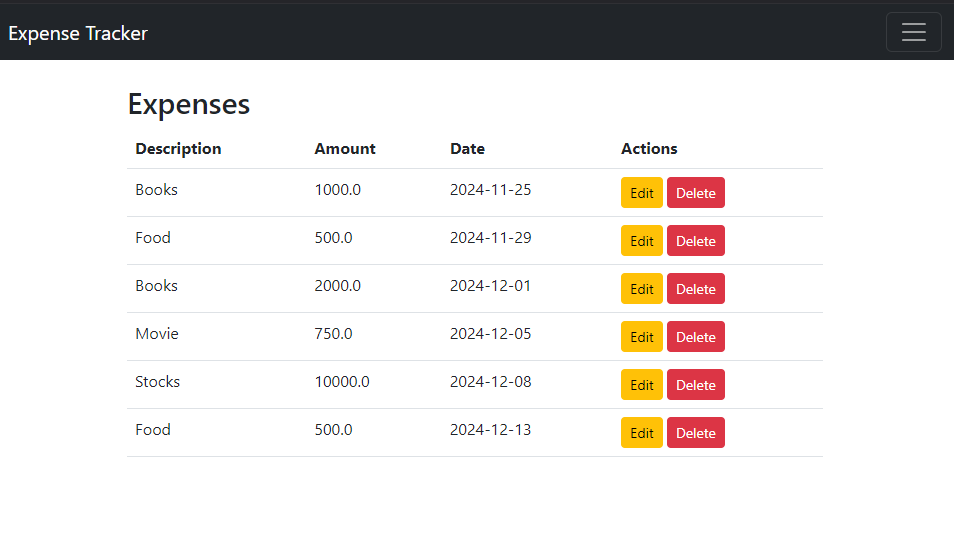 Expense Tracker
Expenses
Description Amount Date Actions
Books 1000.0 2024-11-25 Edit Delete
Food 500.0 2024-11-29 Edit Delete
Books 2000.0 2024-12-01 Edit Delete
Movie 750.0 2024-12-05 Edit Delete
Stocks 10000.0 2024-12-08 Edit Delete
Food 500.0 2024-12-13 Edit Delete